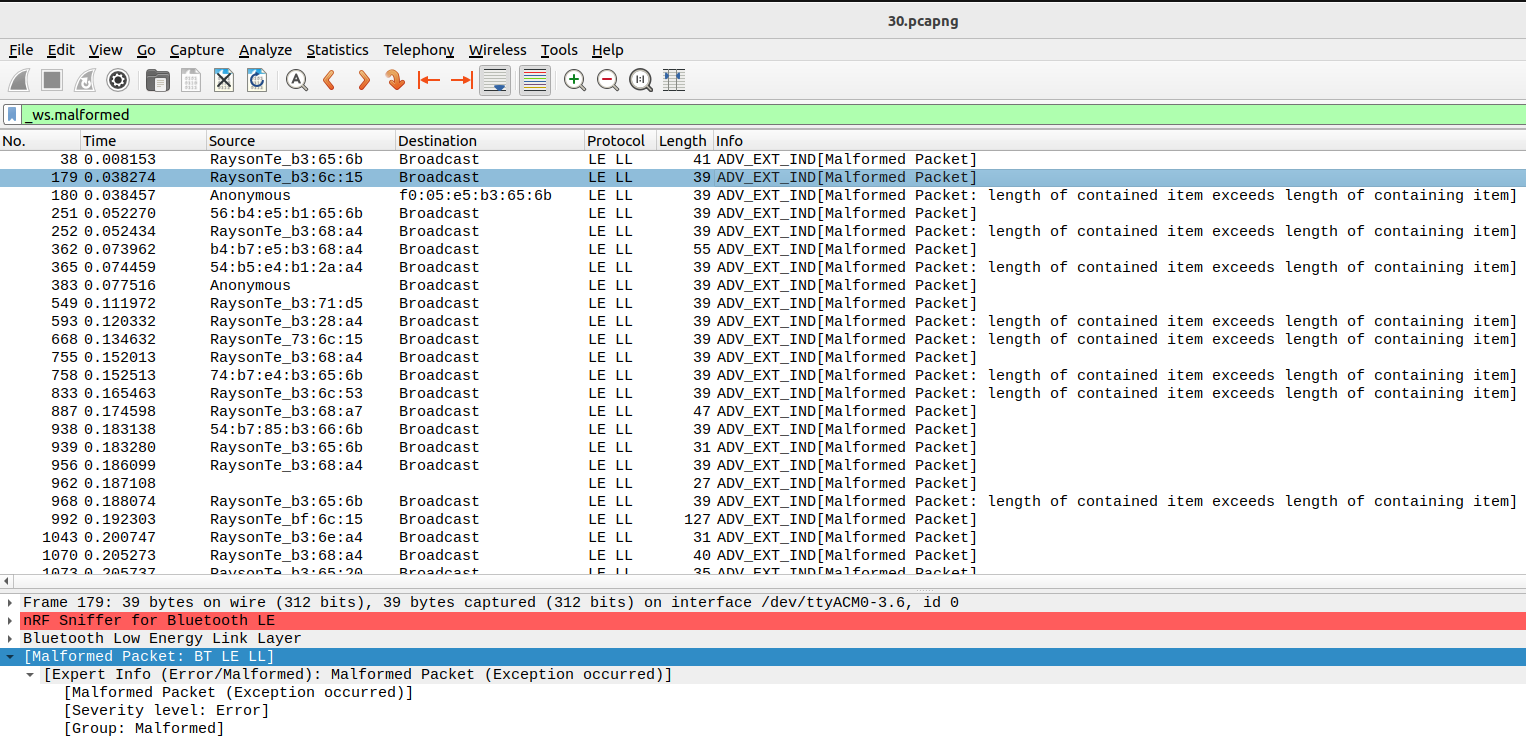 30.pcapng
File Edit View Go Capture Analyze Statistics Telephony Wireless Tools Help
_ws.malformed
No. Time Source Destination Protocol Length Info
38 0.008153 RaysonTe_b3:65:6b Broadcast LE LL 41 ADV_EXT_IND[Malformed Packet]
179 0.038274 RaysonTe_b3:6c:15 Broadcast LE LL 39 ADV_EXT_IND[Malformed Packet]
180 0.038457 Anonymous f0:05:e5:b3:65:6b LE LL 39 ADV_EXT_IND[Malformed Packet: length of contained item exceeds length of containing item]
251 0.052270 56:b4:e5:b1:65:6b Broadcast LE LL 39 ADV_EXT_IND[Malformed Packet]
252 0.052434 RaysonTe_b3:68:a4 Broadcast LE LL 39 ADV_EXT_IND[Malformed Packet: length of contained item exceeds length of containing item]
362 0.073962 b4:b7:e5:b3:68:a4 Broadcast LE LL 55 ADV_EXT_IND[Malformed Packet]
365 0.074459 54:b5:e4:b1:2a:a4 Broadcast LE LL 39 ADV_EXT_IND[Malformed Packet: length of contained item exceeds length of containing item]
383 0.077516 Anonymous Broadcast LE LL 39 ADV_EXT_IND[Malformed Packet]
549 0.111972 RaysonTe_b3:71:d5 Broadcast LE LL 39 ADV_EXT_IND[Malformed Packet]
593 0.120332 RaysonTe_b3:28:a4 Broadcast LE LL 39 ADV_EXT_IND[Malformed Packet: length of contained item exceeds length of containing item]
668 0.134632 RaysonTe_73:6c:15 Broadcast LE LL 39 ADV_EXT_IND[Malformed Packet: length of contained item exceeds length of containing item]
755 0.152013 RaysonTe_b3:68:a4 Broadcast LE LL 39 ADV_EXT_IND[Malformed Packet]
758 0.152513 74:b7:e4:b3:65:6b Broadcast LE LL 39 ADV_EXT_IND[Malformed Packet: length of contained item exceeds length of containing item]
833 0.165463 RaysonTe_b3:6c:53 Broadcast LE LL 39 ADV_EXT_IND[Malformed Packet: length of contained item exceeds length of containing item]
887 0.174598 RaysonTe_b3:68:a7 Broadcast LE LL 47 ADV_EXT_IND[Malformed Packet]
938 0.183138 54:b7:85:b3:66:6b Broadcast LE LL 39 ADV_EXT_IND[Malformed Packet]
939 0.183280 RaysonTe_b3:65:6b Broadcast LE LL 31 ADV_EXT_IND[Malformed Packet]
956 0.186099 RaysonTe_b3:68:a4 Broadcast LE LL 39 ADV_EXT_IND[Malformed Packet]
962 0.187108 LE LL 27 ADV_EXT_IND[Malformed Packet]
968 0.188074 RaysonTe_b3:65:6b Broadcast LE LL 39 ADV_EXT_IND[Malformed Packet: length of contained item exceeds length of containing item]
992 0.192303 RaysonTe_bf:6c:15 Broadcast LE LL 127 ADV_EXT_IND[Malformed Packet]
1043 0.200747 RaysonTe_b3:6e:a4 Broadcast LE LL 31 ADV_EXT_IND[Malformed Packet]
1070 0.205273 RaysonTe_b3:68:a4 Broadcast LE LL 40 ADV_EXT_IND[Malformed Packet]
1073 0.205737 RaysonTe_b3:65:20 Broadcast LE LL 35 ADV_EXT_IND[Malformed Packet]
Frame 179: 39 bytes on wire (312 bits), 39 bytes captured (312 bits) on interface /dev/ttyACM0-3.6, id 0
nRF Sniffer for Bluetooth LE
Bluetooth Low Energy Link Layer
[Malformed Packet: BT LE LL]
[Expert Info (Error/Malformed): Malformed Packet (Exception occurred)]
[Malformed Packet (Exception occurred)]
[Severity level: Error]
[Group: Malformed]